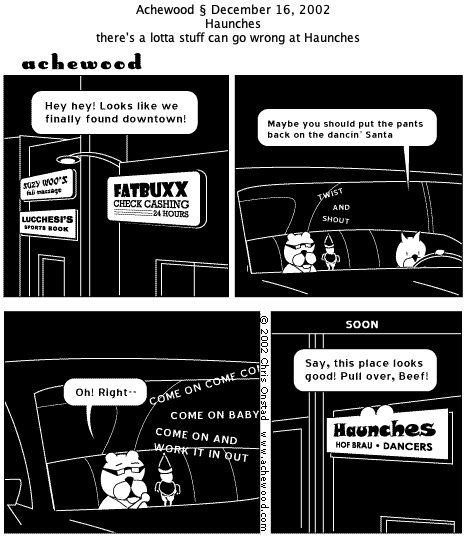 Achewood § December 16, 2002
Haunches
there's a lotta stuff can go wrong at Haunches
achewood
Hey hey! Looks like we
finally found downtown!
SUZY WOO'S
full massage
LUCCHESI'S
SPORTS BOOK
FATBUXX
CHECK CASHING
24 HOURS
Maybe you should put the pants
back on the dancin' Santa
TWIST
AND
SHOUT
Oh! Right--
COME ON COME CO
COME ON BABY
COME ON AND
WORK IT IN OUT
© 2002 Chris Onstad www.achewood.com
SOON
Say, this place looks
good! Pull over, Beef!
Haunches
HOF BRAU • DANCERS